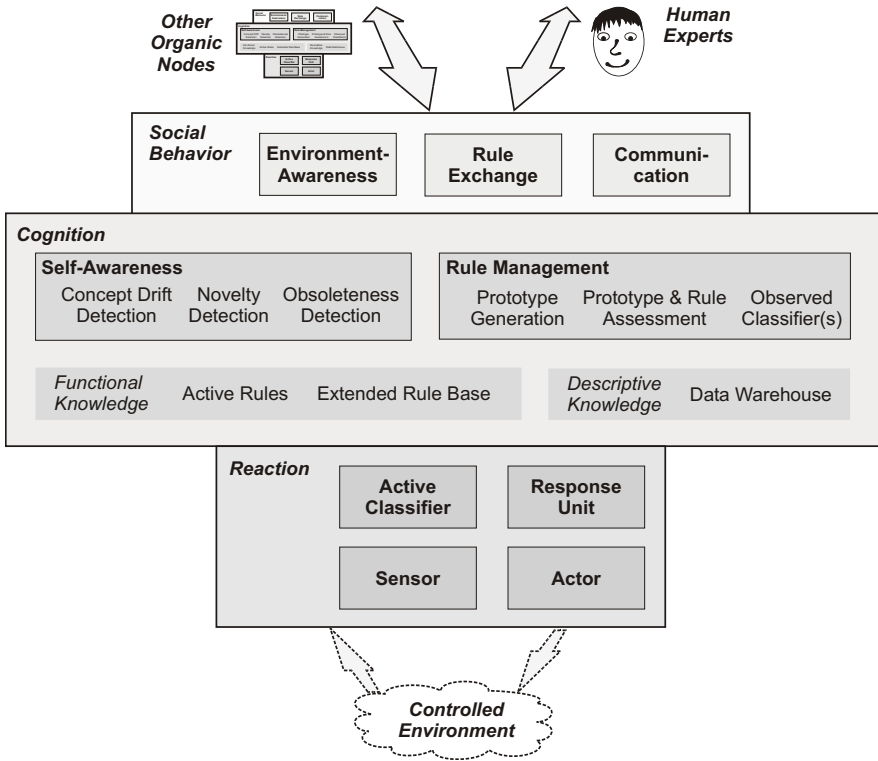 Other
Organic
Nodes
Human
Experts
Social
Behavior
Environment-
Awareness
Rule
Exchange
Communi-
cation
Cognition
Self-Awareness
Concept Drift
Detection
Novelty
Detection
Obsoleteness
Detection
Rule Management
Prototype
Generation
Prototype & Rule
Assessment
Observed
Classifier(s)
Functional
Knowledge
Active Rules
Extended Rule Base
Descriptive
Knowledge
Data Warehouse
Reaction
Active
Classifier
Response
Unit
Sensor
Actor
Controlled
Environment